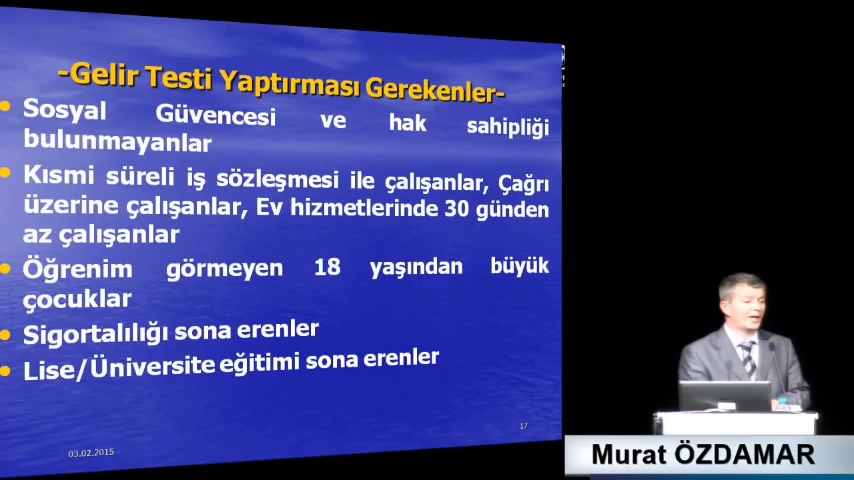 -Gelir Testi Yaptırması Gerekenler-
• Sosyal Güvencesi ve hak sahipliği
bulunmayanlar
• Kısmi süreli iş sözleşmesi ile çalışanlar, Çağrı
üzerine çalışanlar, Ev hizmetlerinde 30 günden
az çalışanlar
• Öğrenim görmeyen 18 yaşından büyük
çocuklar
• Sigortalılığı sona erenler
• Lise/Üniversite eğitimi sona erenler
03.02.2015
17
Murat ÖZDAMAR